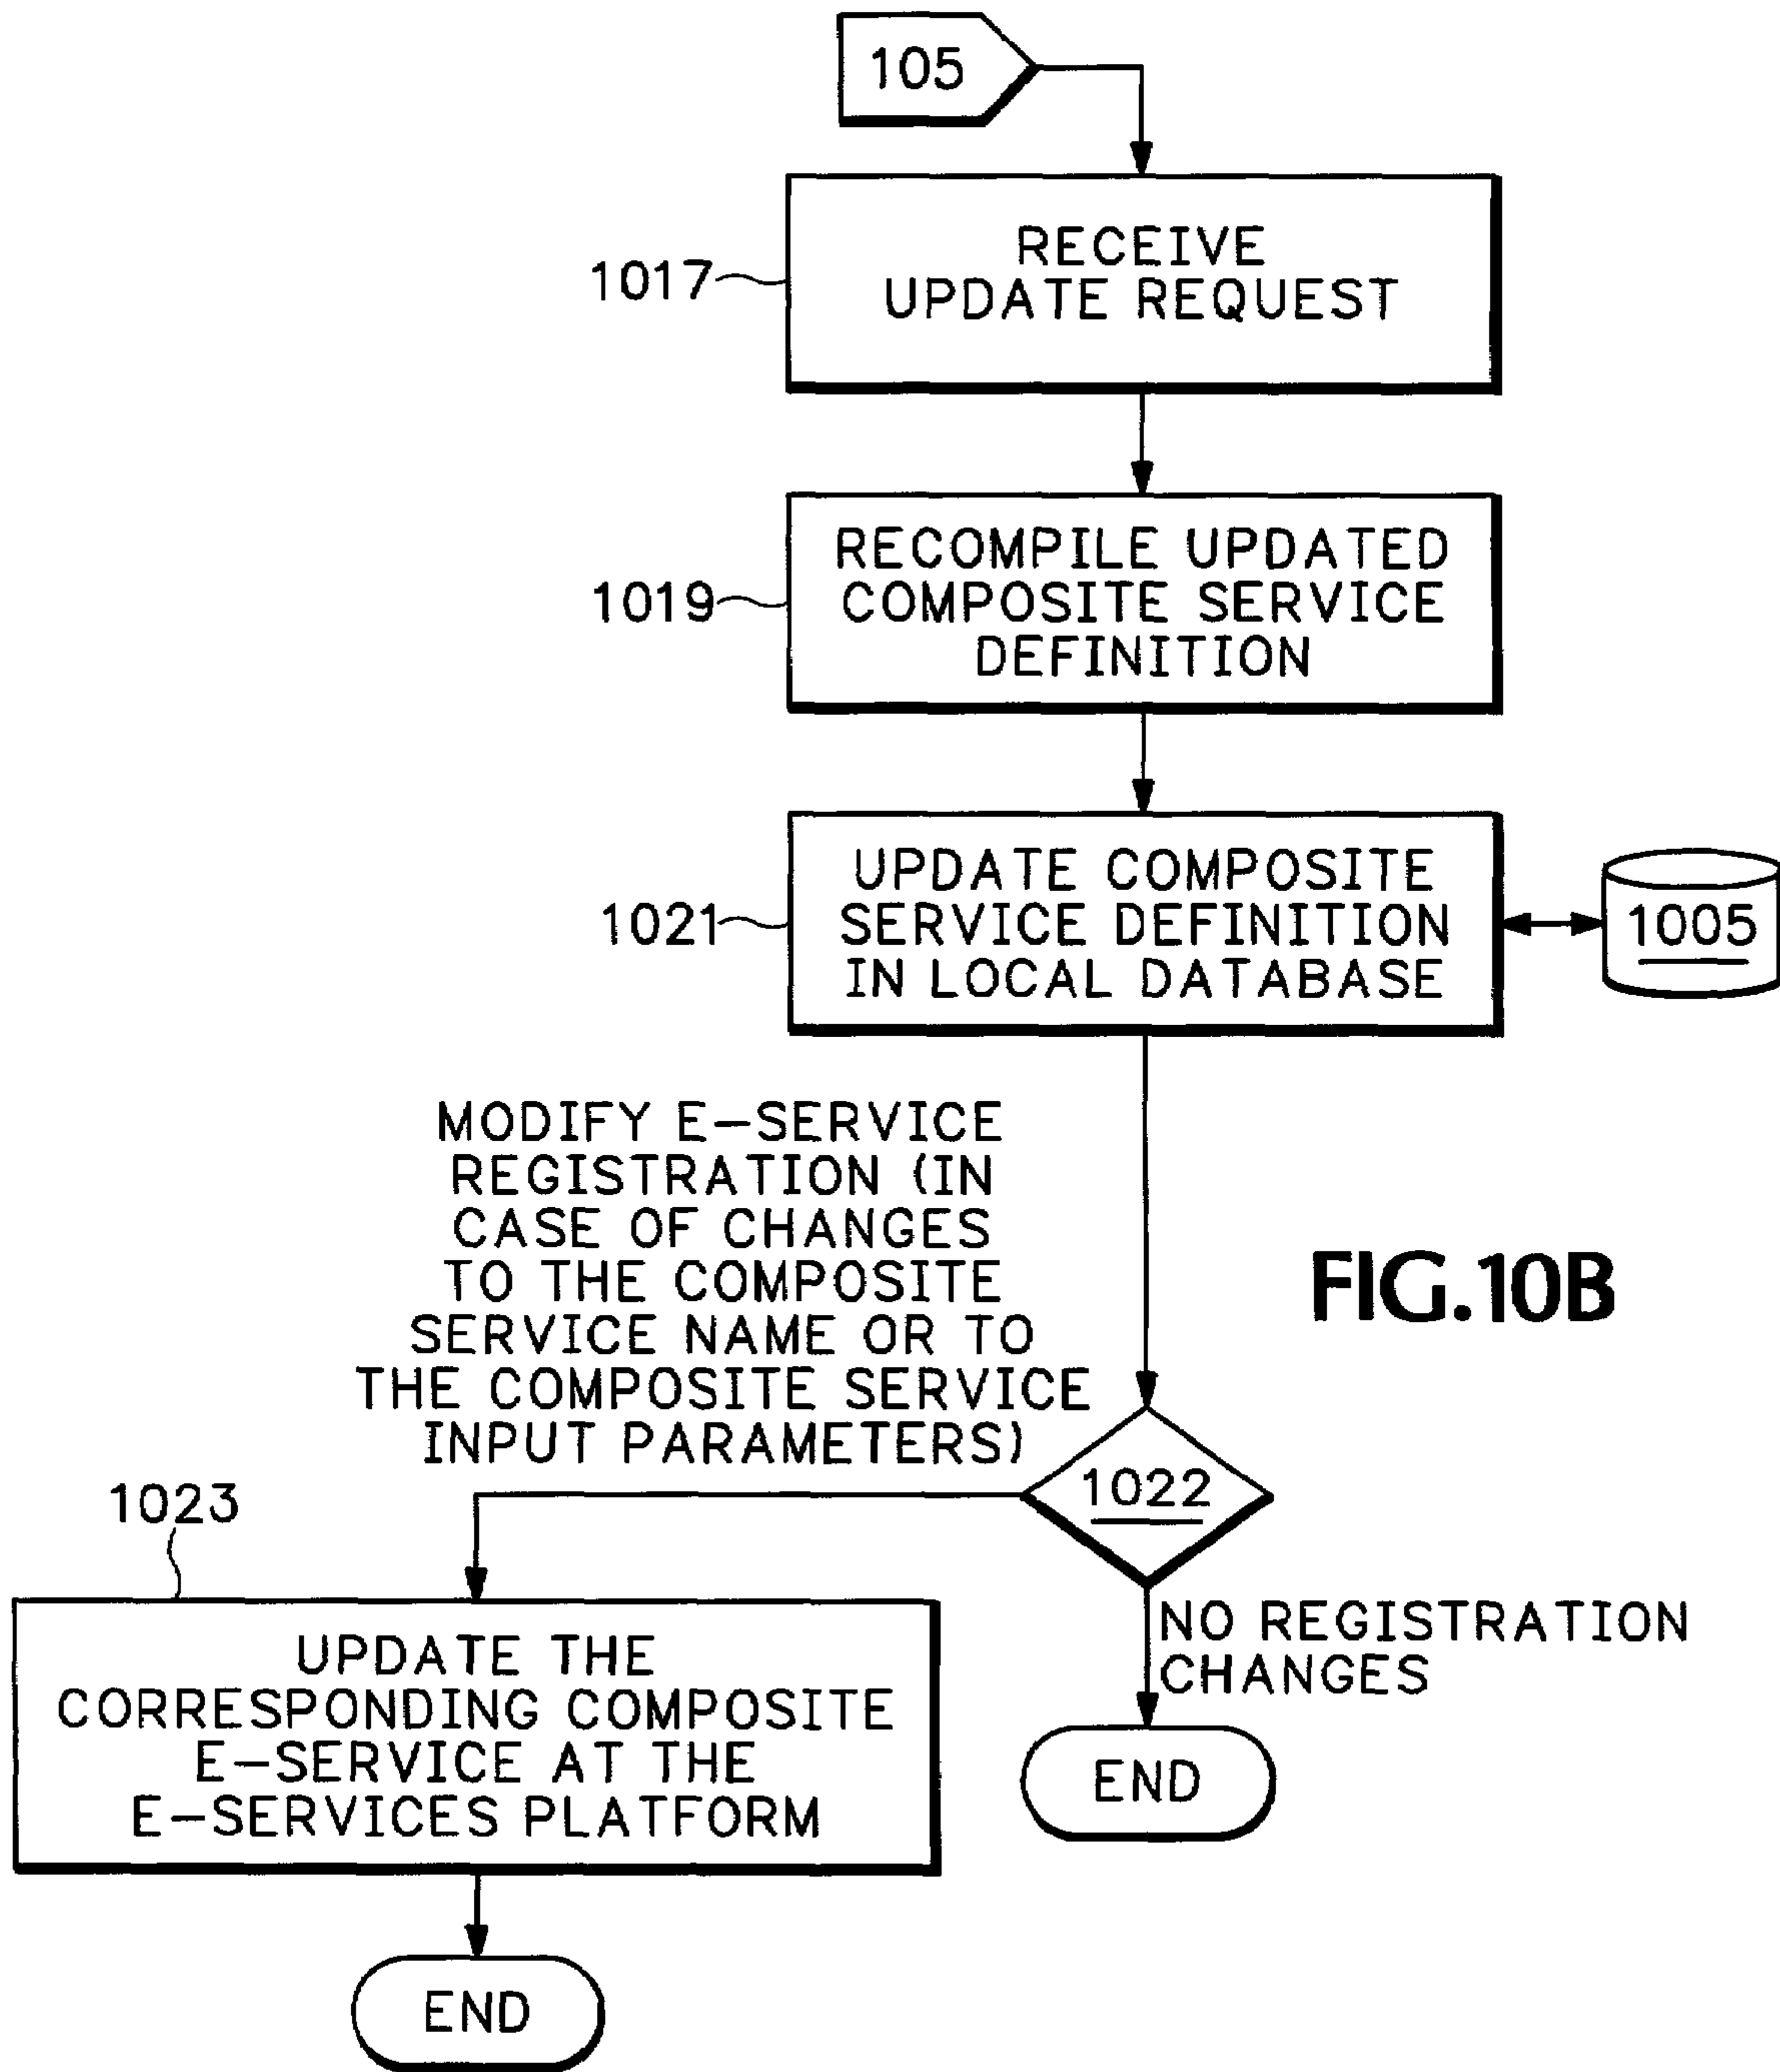 105
RECEIVE
UPDATE REQUEST
1017
RECOMPILE UPDATED
COMPOSITE SERVICE
DEFINITION
1019
UPDATE COMPOSITE
SERVICE DEFINITION
IN LOCAL DATABASE
1021
1005
MODIFY E-SERVICE
REGISTRATION (IN
CASE OF CHANGES
TO THE COMPOSITE
SERVICE NAME OR TO
THE COMPOSITE SERVICE
INPUT PARAMETERS)
FIG.10B
1022
1023
UPDATE THE
CORRESPONDING COMPOSITE
E-SERVICE AT THE
E-SERVICES PLATFORM
NO REGISTRATION
CHANGES
END
END